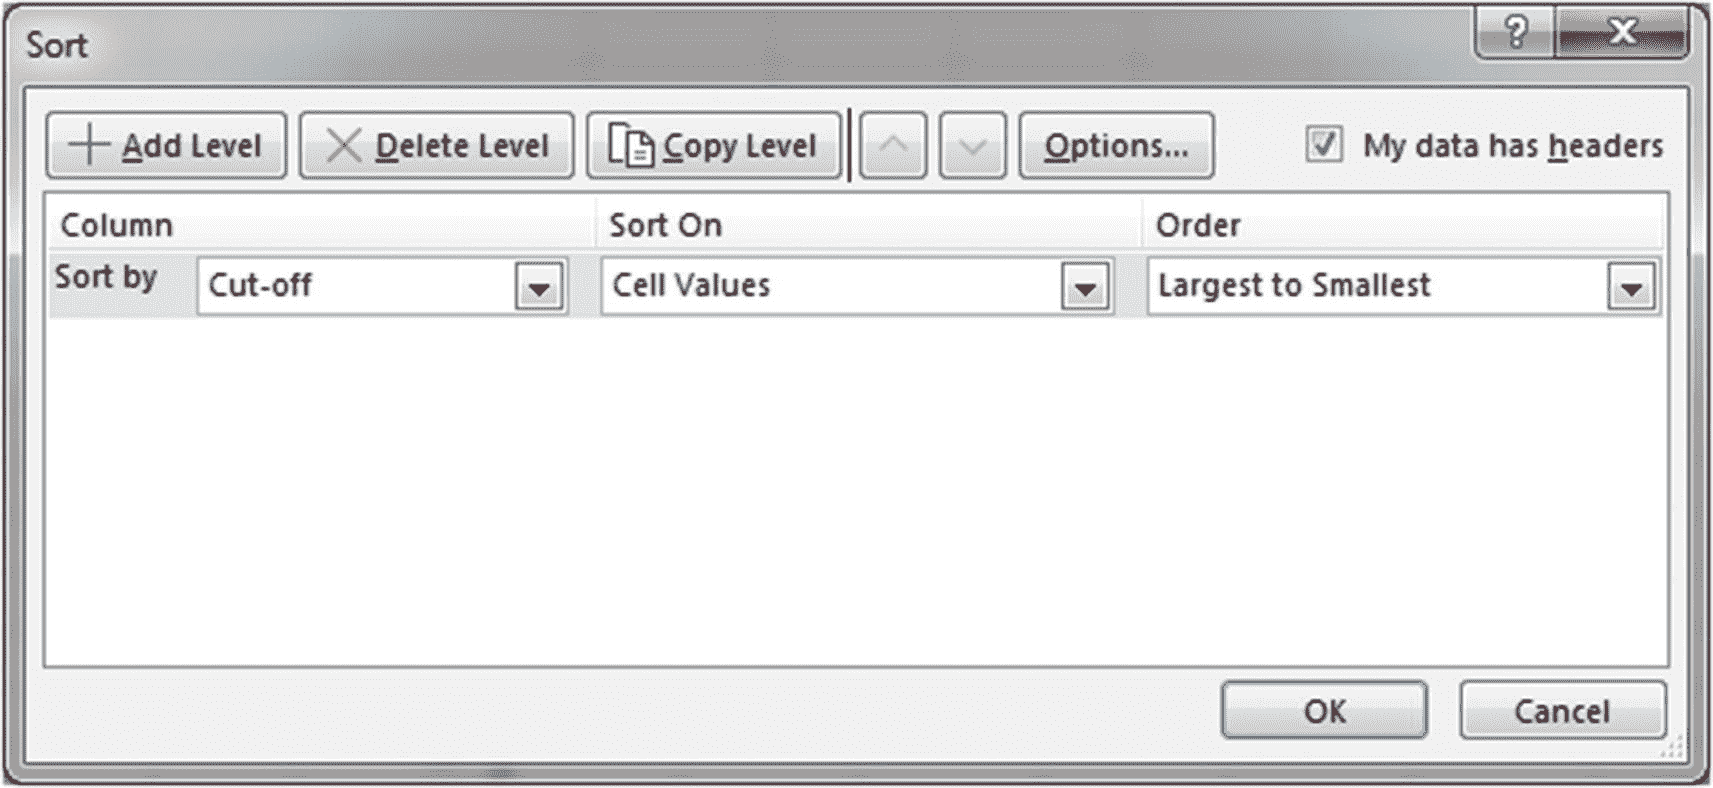 Sort
Add Level Delete Level Copy Level Options... My data has headers
Column Sort On Order
Sort by Cut-off Cell Values Largest to Smallest
OK Cancel